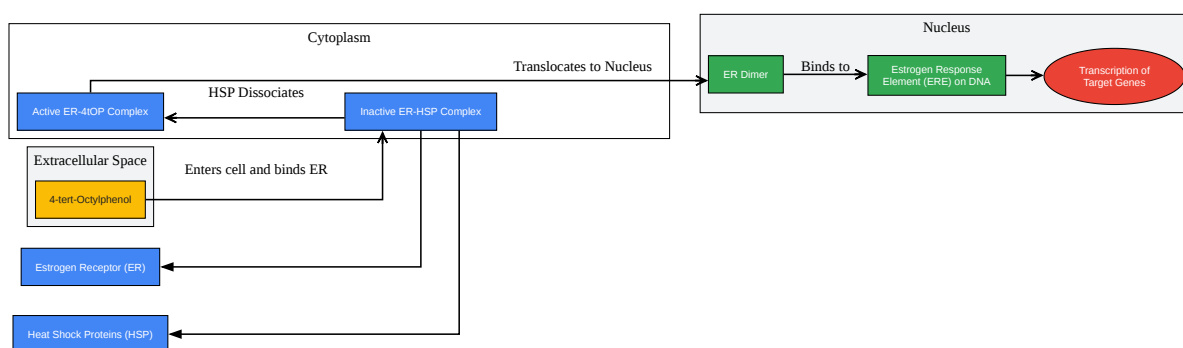 Cytoplasm
Translocates to Nucleus
HSP Dissociates
Active ER-4tOP Complex
Inactive ER-HSP Complex
Nucleus
ER Dimer
Binds to
Estrogen Response
Element (ERE) on DNA
Transcription of
Target Genes
Extracellular Space
Enters cell and binds ER
4-tert-Octylphenol
Estrogen Receptor (ER)
Heat Shock Proteins (HSP)